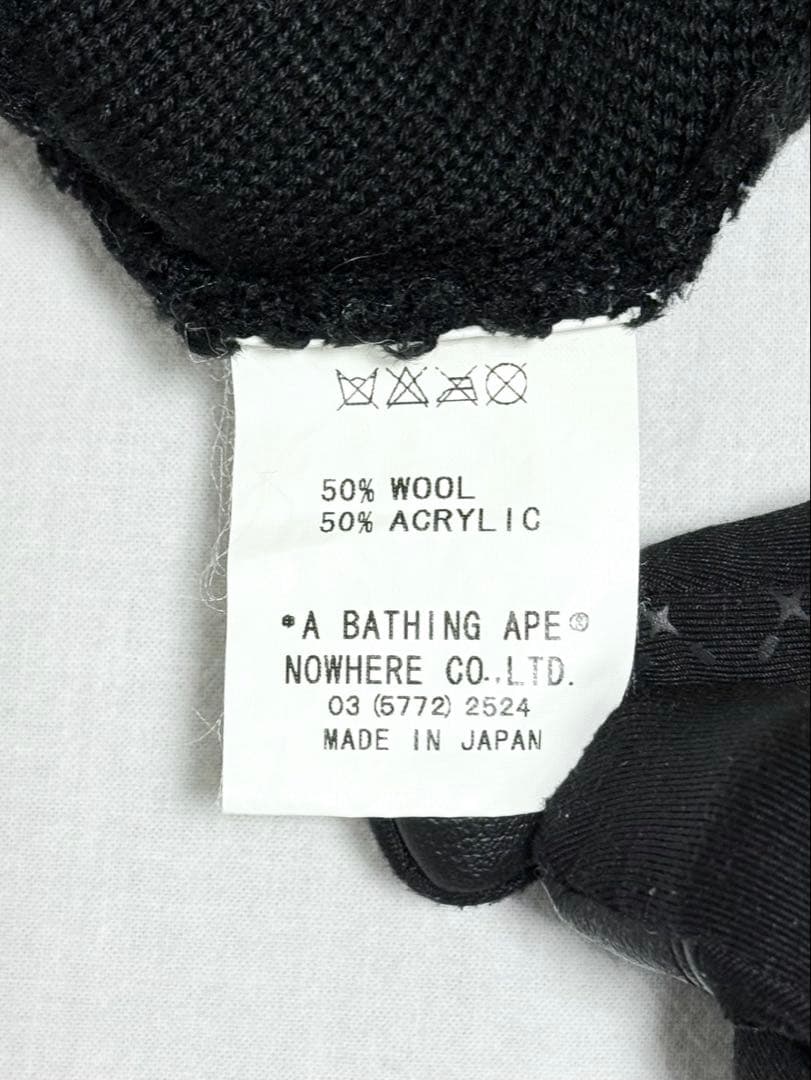 50% WOOL
50% ACRYLIC
*A BATHING APE®
NOWHERE CO.,LTD.
03 (5772) 2524
MADE IN JAPAN